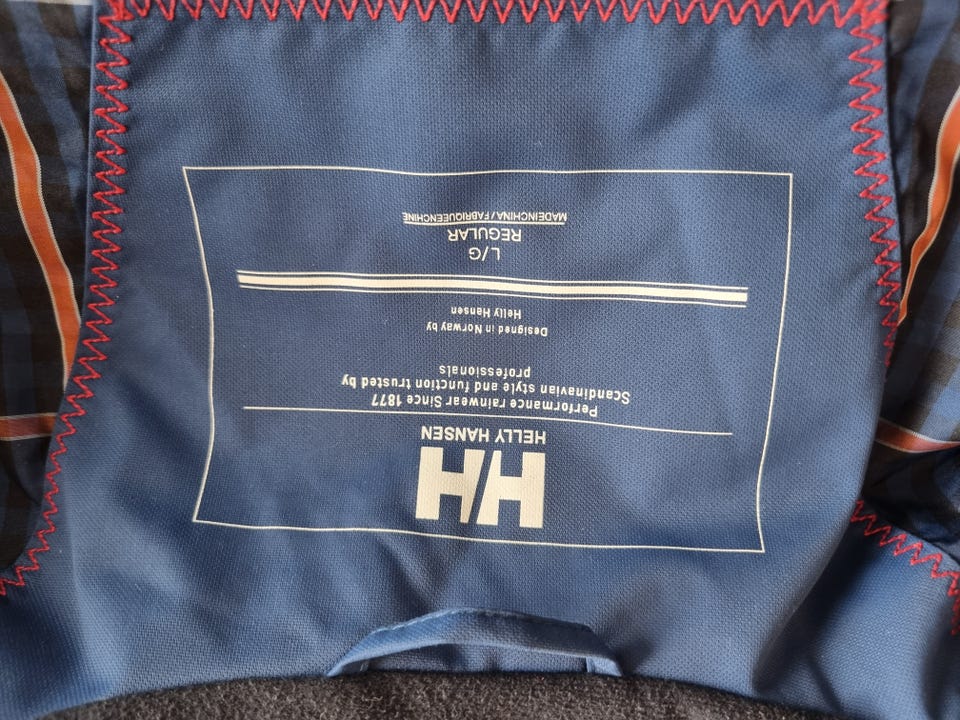 HH
HELLY HANSEN
Performance rainwear Since 1877
Scandinavian style and function trusted by
professionals
Designed in Norway by
Helly Hansen
L/G
REGULAR
MADEINCHINA/FABRIQUEENCHINE